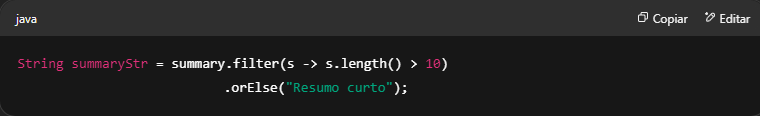 java Copiar Editar
String summaryStr = summary.filter(s -> s.length() > 10)
.orElse("Resumo curto");